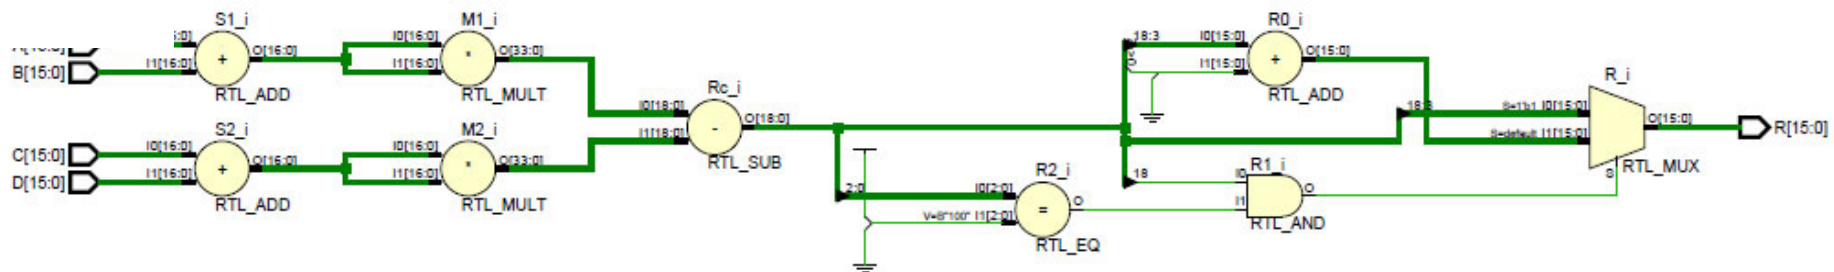 S1_i
M1_i
R0_i
I0[16:0]
18:3
I0[15:0]
O[16:0]
O[33:0]
O[15:0]
B[15:0]
I1[16:0]
+
I1[16:0]
*
I1[15:0]
+
R_i
RTL_ADD
RTL_MULT
Rc_i
RTL_ADD
I0[18:0]
18:3
S=1'b1 I0[15:0]
S2_i
M2_i
O[18:0]
O[15:0]
R[15:0]
I1[18:0]
-
S=default I1[15:0]
C[15:0]
I0[16:0]
I0[16:0]
O[16:0]
O[33:0]
RTL_SUB
R2_i
R1_i
RTL_MUX
D[15:0]
I1[16:0]
+
I1[16:0]
*
18
I0
S
RTL_ADD
RTL_MULT
2:0
I0[2:0]
O
I1
O
V=B"100" I1[2:0]
=
RTL_AND
RTL_EQ